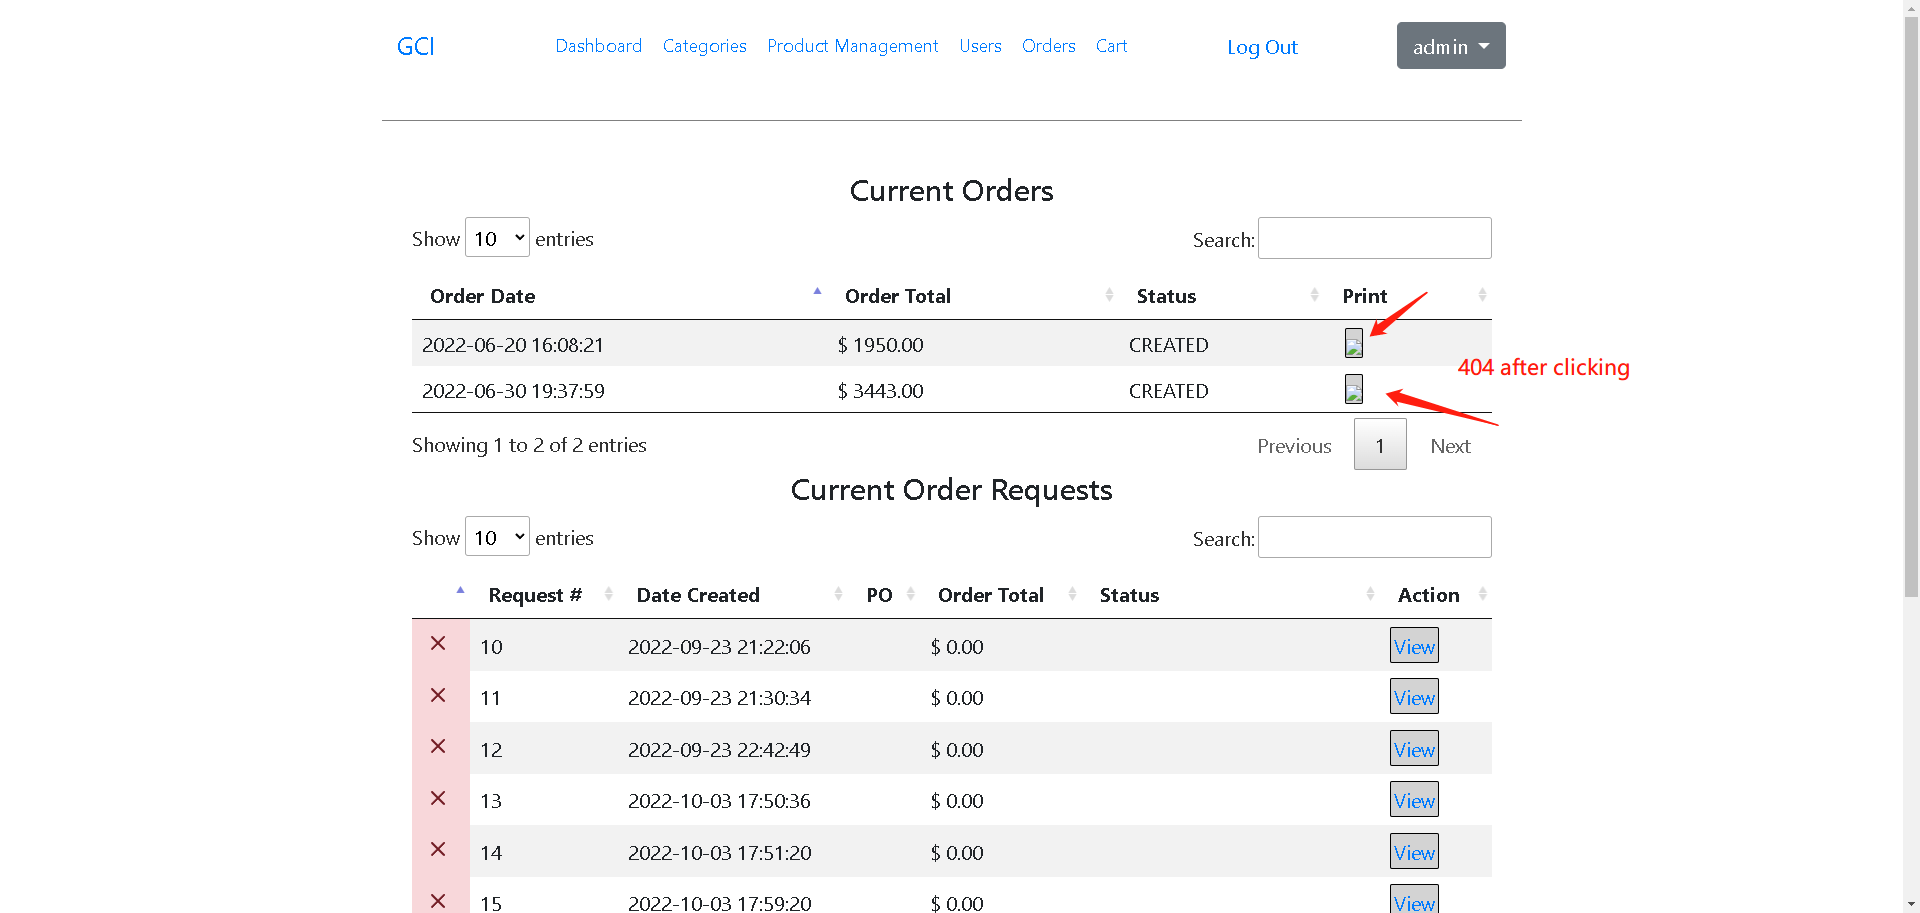 GCI Dashboard Categories Product Management Users Orders Cart Log Out admin
Current Orders
Show 10 entries Search:
Order Date Order Total Status Print
2022-06-20 16:08:21 $ 1950.00 CREATED
404 after clicking
2022-06-30 19:37:59 $ 3443.00 CREATED
Showing 1 to 2 of 2 entries Previous 1 Next
Current Order Requests
Show 10 entries Search:
Request # Date Created PO Order Total Status Action
10 2022-09-23 21:22:06 $ 0.00 View
11 2022-09-23 21:30:34 $ 0.00 View
12 2022-09-23 22:42:49 $ 0.00 View
13 2022-10-03 17:50:36 $ 0.00 View
14 2022-10-03 17:51:20 $ 0.00 View
15 2022-10-03 17:59:20 $ 0.00 View